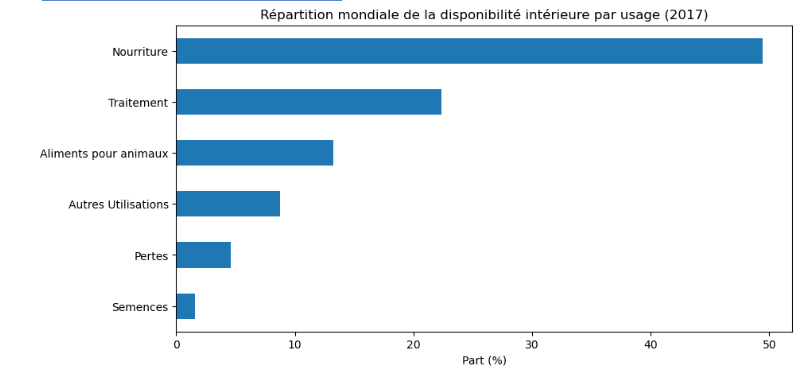 Répartition mondiale de la disponibilité intérieure par usage (2017)
Nourriture
Traitement
Aliments pour animaux
Autres Utilisations
Pertes
Semences
0 10 20 30 40 50
Part (%)